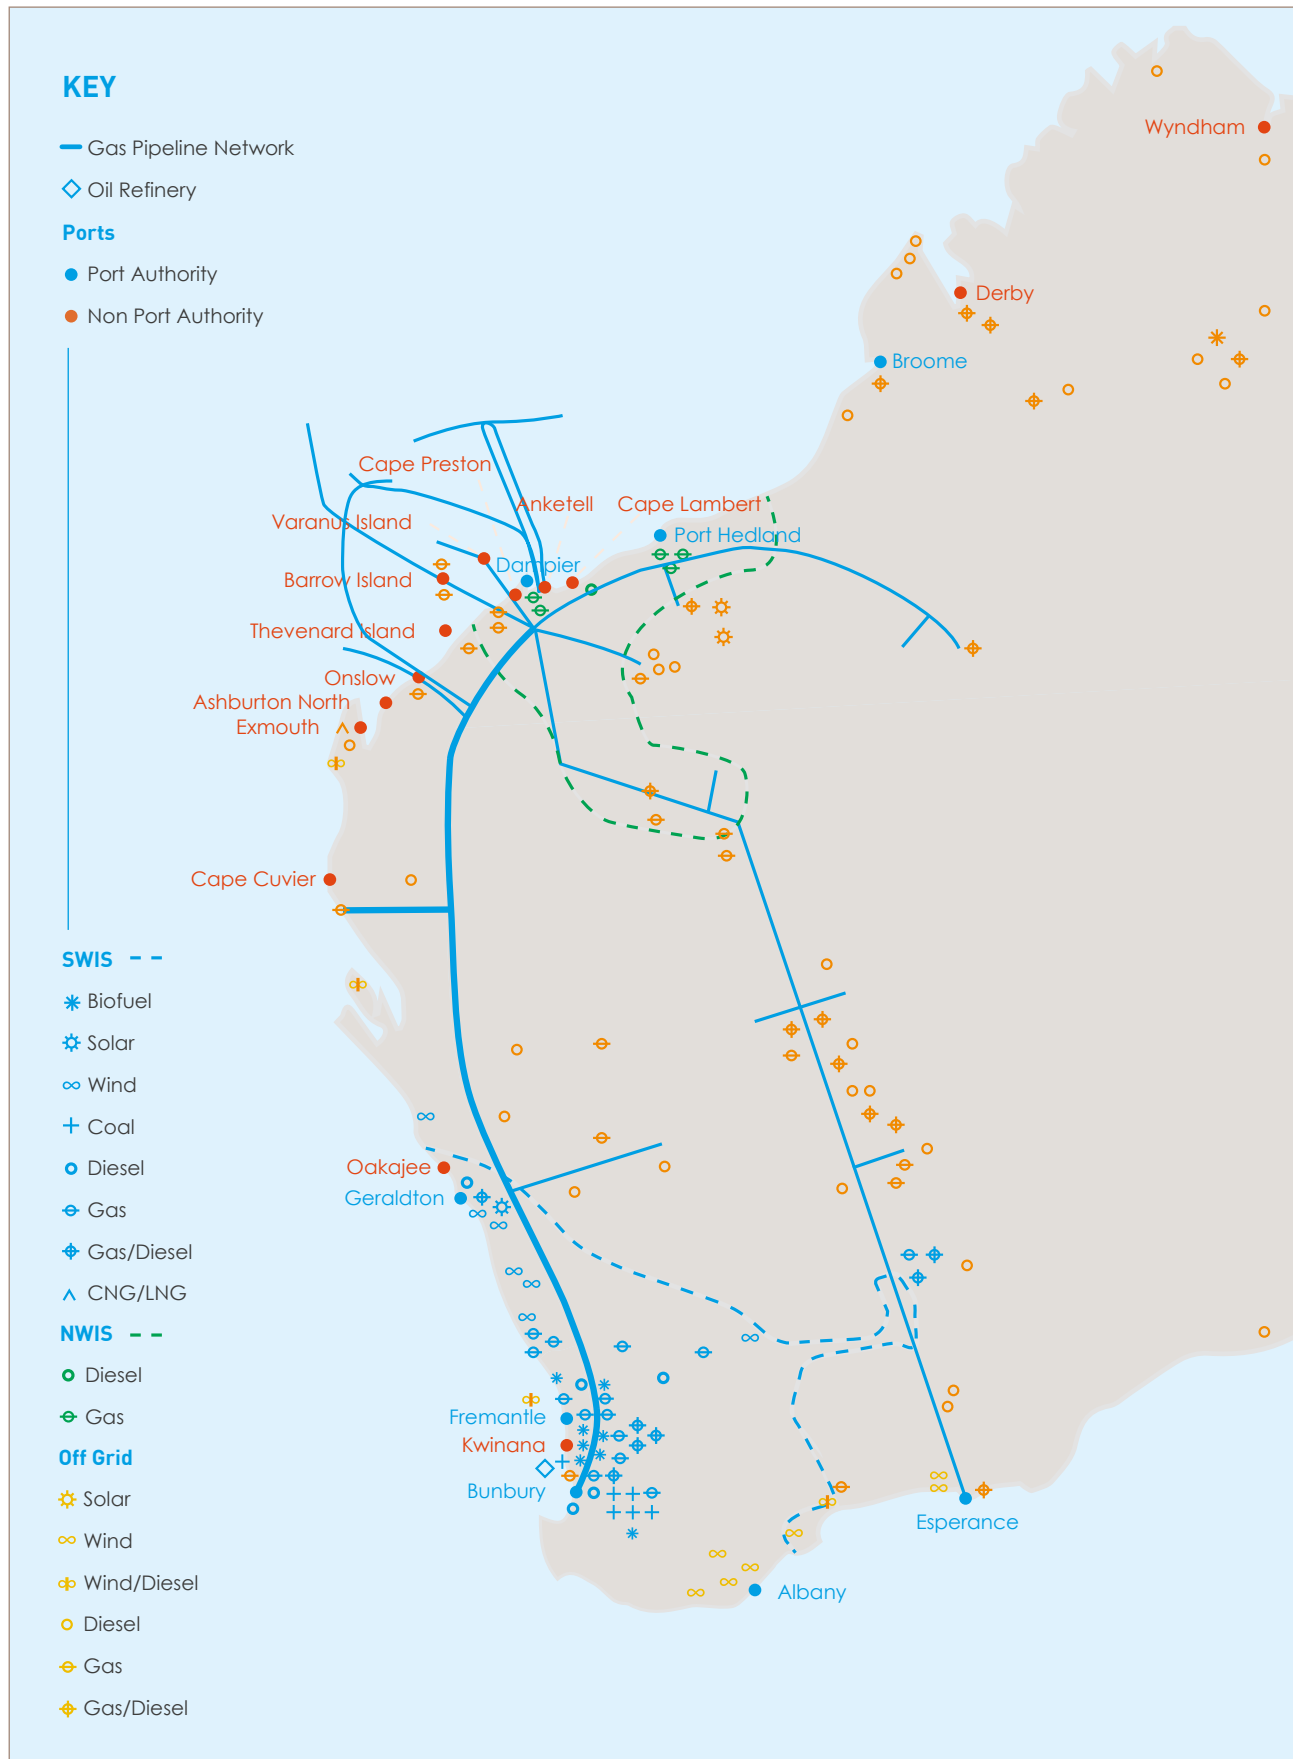 KEY
Gas Pipeline Network
Oil Refinery
Ports
Port Authority
Non Port Authority
SWIS
Biofuel
Solar
Wind
Coal
Diesel
Gas
Gas/Diesel
CNG/LNG
NWIS
Diesel
Gas
Off Grid
Solar
Wind
Wind/Diesel
Diesel
Gas
Gas/Diesel
Wyndham
Derby
Broome
Cape Preston
Anketell
Cape Lambert
Varanus Island
Port Hedland
Dampier
Barrow Island
Thevenard Island
Onslow
Ashburton North
Exmouth
Cape Cuvier
Oakajee
Geraldton
Fremantle
Kwinana
Bunbury
Esperance
Albany